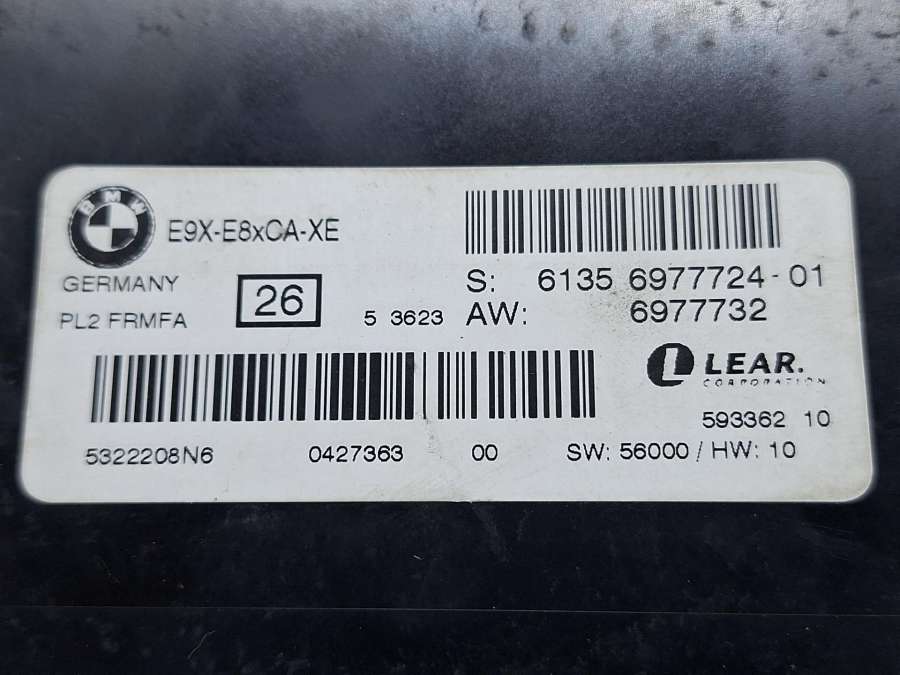 BMW
E9X-E8xCA-XE
GERMANY
PL2 FRMFA
26
5 3623
S: 6135 6977724-01
AW: 6977732
LEAR.
CORPORATION
593362 10
5322208N6 0427363 00 SW: 56000 / HW: 10